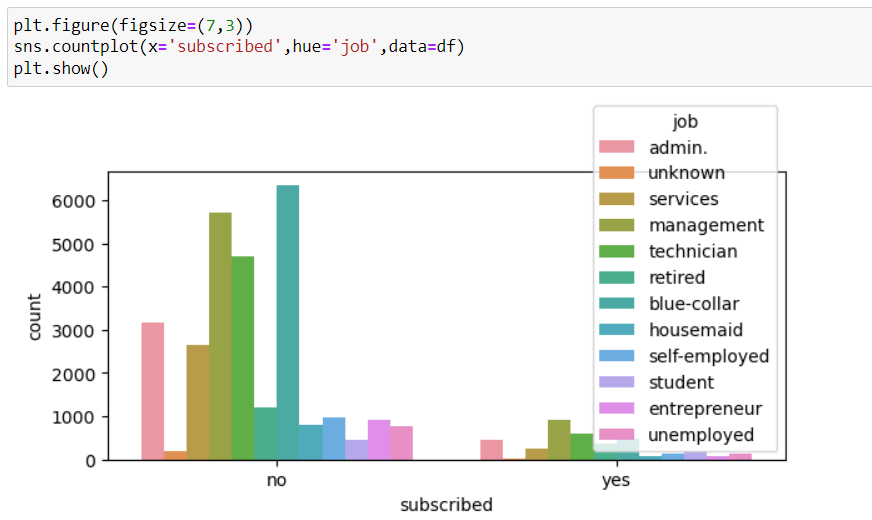 plt.figure(figsize=(7,3))
sns.countplot(x='subscribed',hue='job',data=df)
plt.show()
job
admin.
unknown
services
management
technician
retired
blue-collar
housemaid
self-employed
student
entrepreneur
unemployed
6000
5000
4000
3000
2000
1000
0
count
no
yes
subscribed